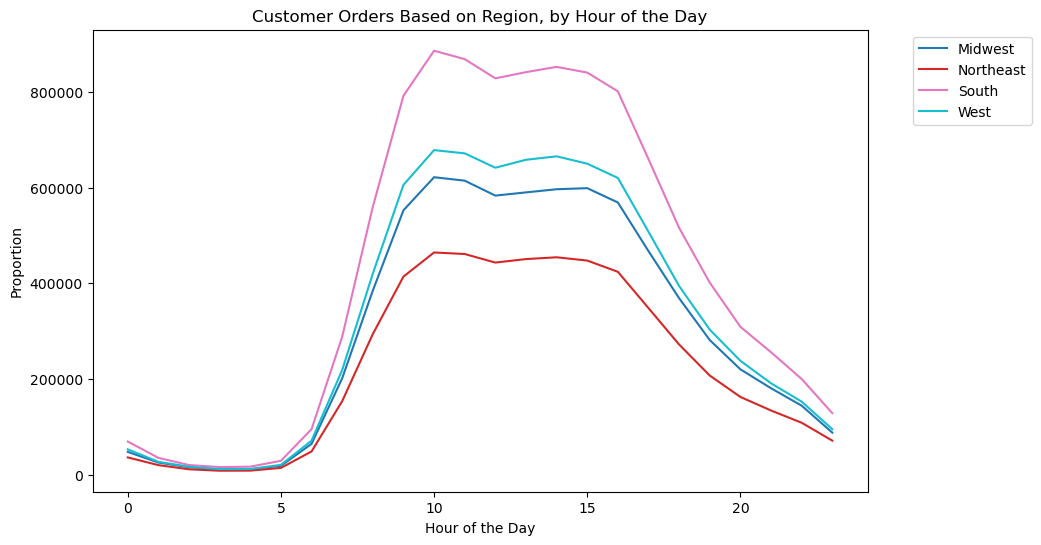 Customer Orders Based on Region, by Hour of the Day
Midwest
Northeast
South
West
Proportion
800000
600000
400000
200000
0
0 5 10 15 20
Hour of the Day